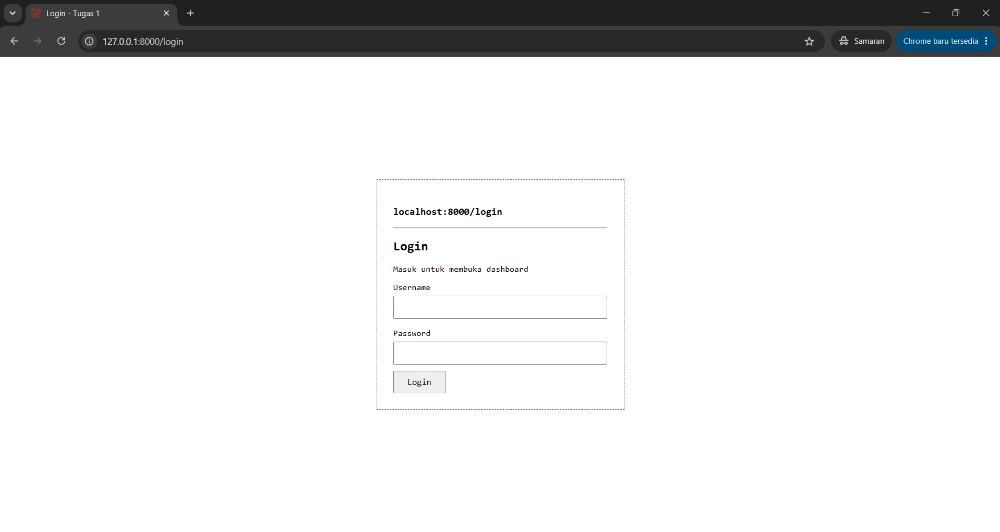 Login - Tugas 1
127.0.0.1:8000/login
Samaran
Chrome baru tersedia
localhost:8000/login
Login
Masuk untuk membuka dashboard
Username
Password
Login